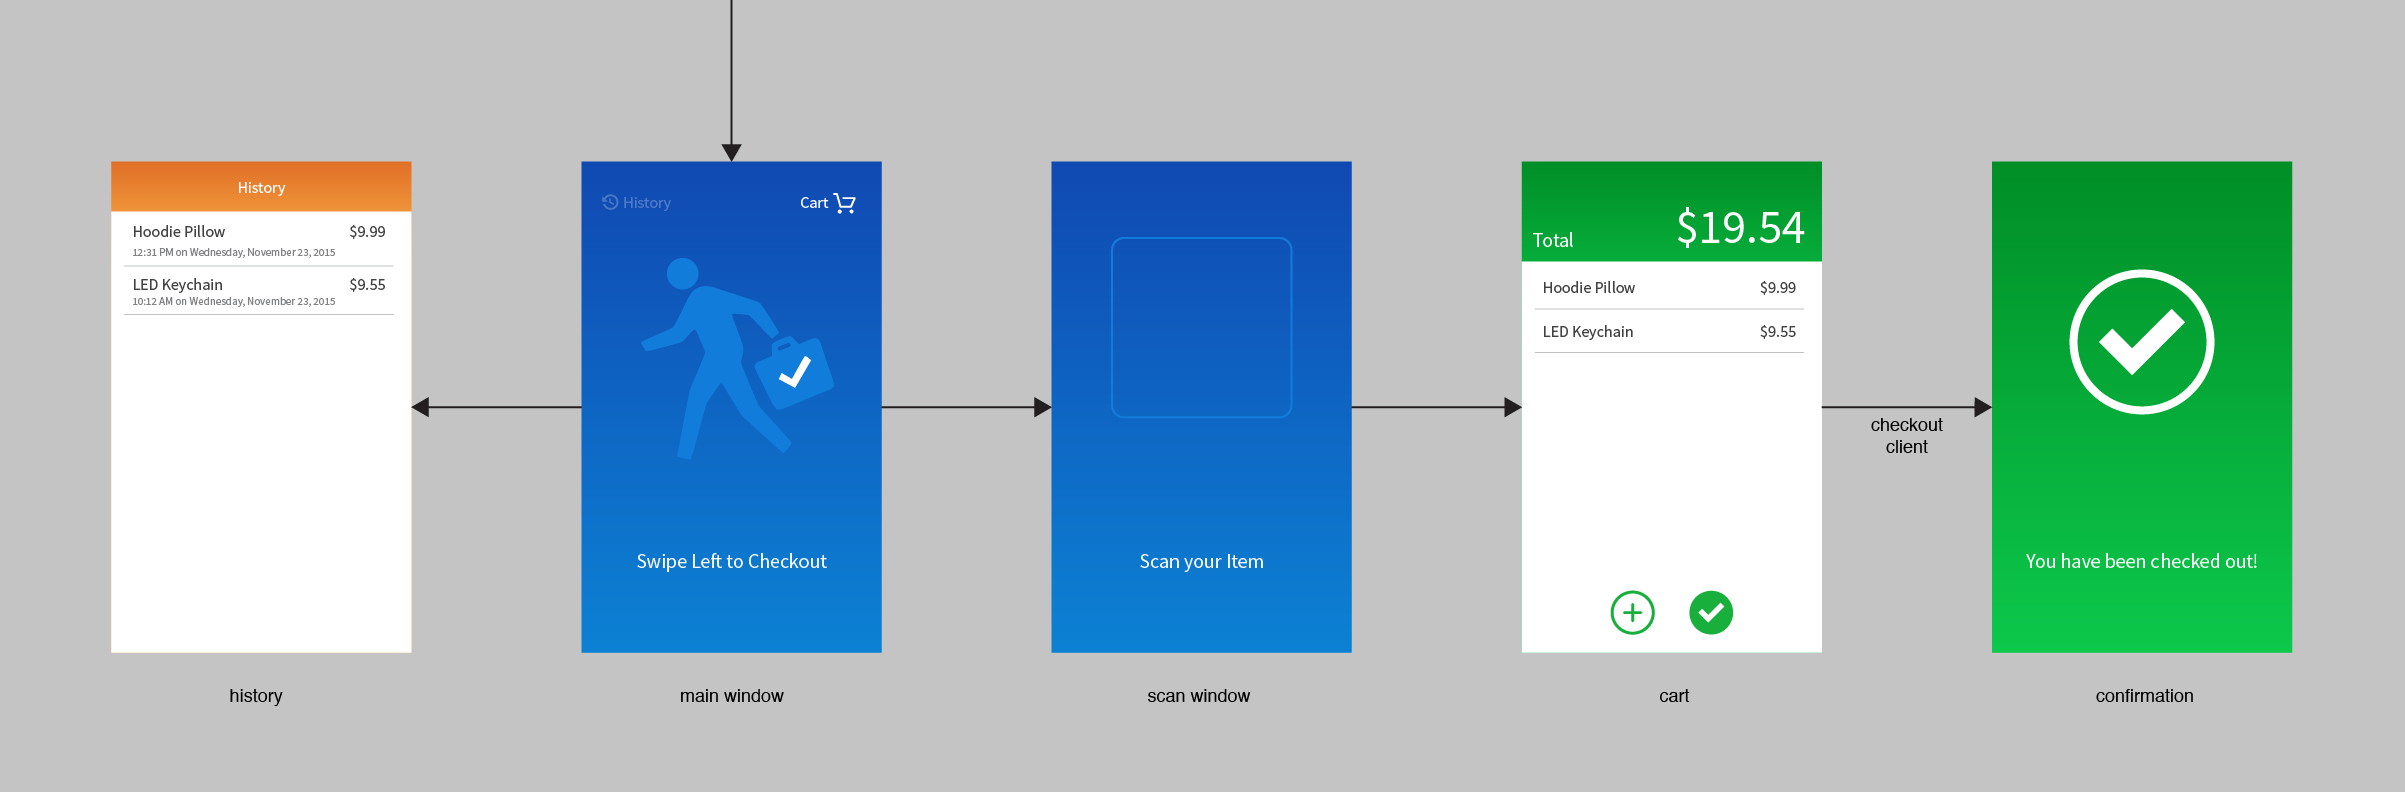 History
Hoodie Pillow $9.99
12:31 PM on Wednesday, November 23, 2015
LED Keychain $9.55
10:12 AM on Wednesday, November 23, 2015
history
History Cart
Swipe Left to Checkout
main window
Scan your Item
scan window
Total $19.54
Hoodie Pillow $9.99
LED Keychain $9.55
cart
checkout
client
You have been checked out!
confirmation